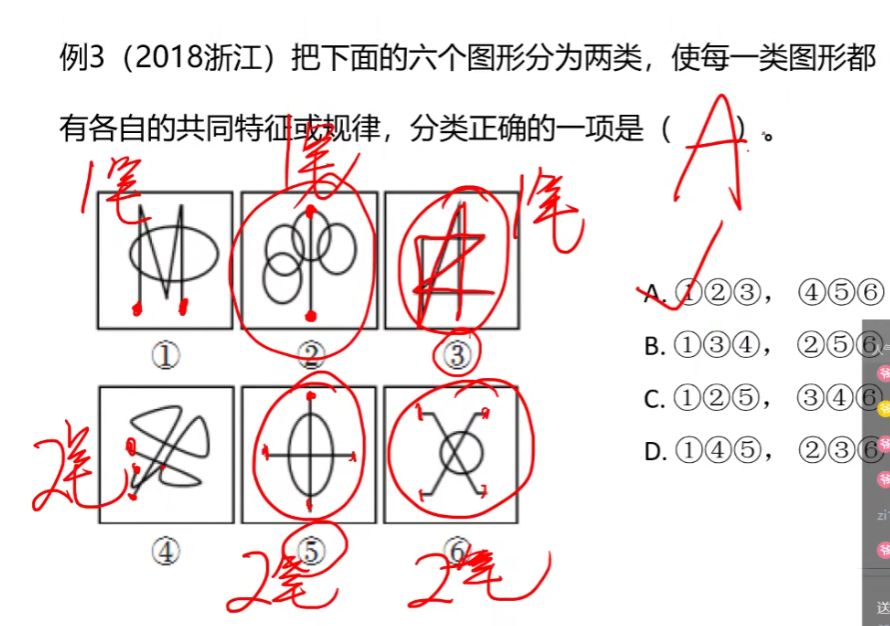 例3（2018浙江）把下面的六个图形分为两类，使每一类图形都
有各自的共同特征或规律，分类正确的一项是（ A ）。
1笔
1笔
1笔
① ② ③
A. ①②③， ④⑤⑥
B. ①③④， ②⑤⑥
C. ①②⑤， ③④⑥
D. ①④⑤， ②③⑥
2笔
④ ⑤ ⑥
2笔
2笔